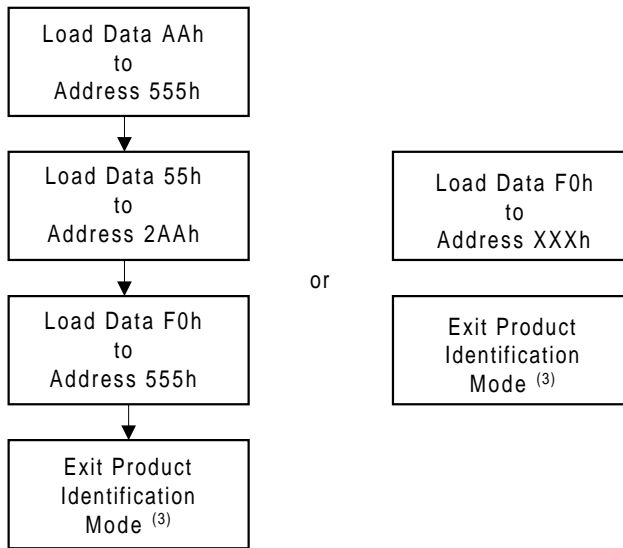 Load Data AAh
to
Address 555h
Load Data 55h
to
Address 2AAh
Load Data F0h
to
Address 555h
Exit Product
Identification
Mode (3)
or
Load Data F0h
to
Address XXXh
Exit Product
Identification
Mode (3)